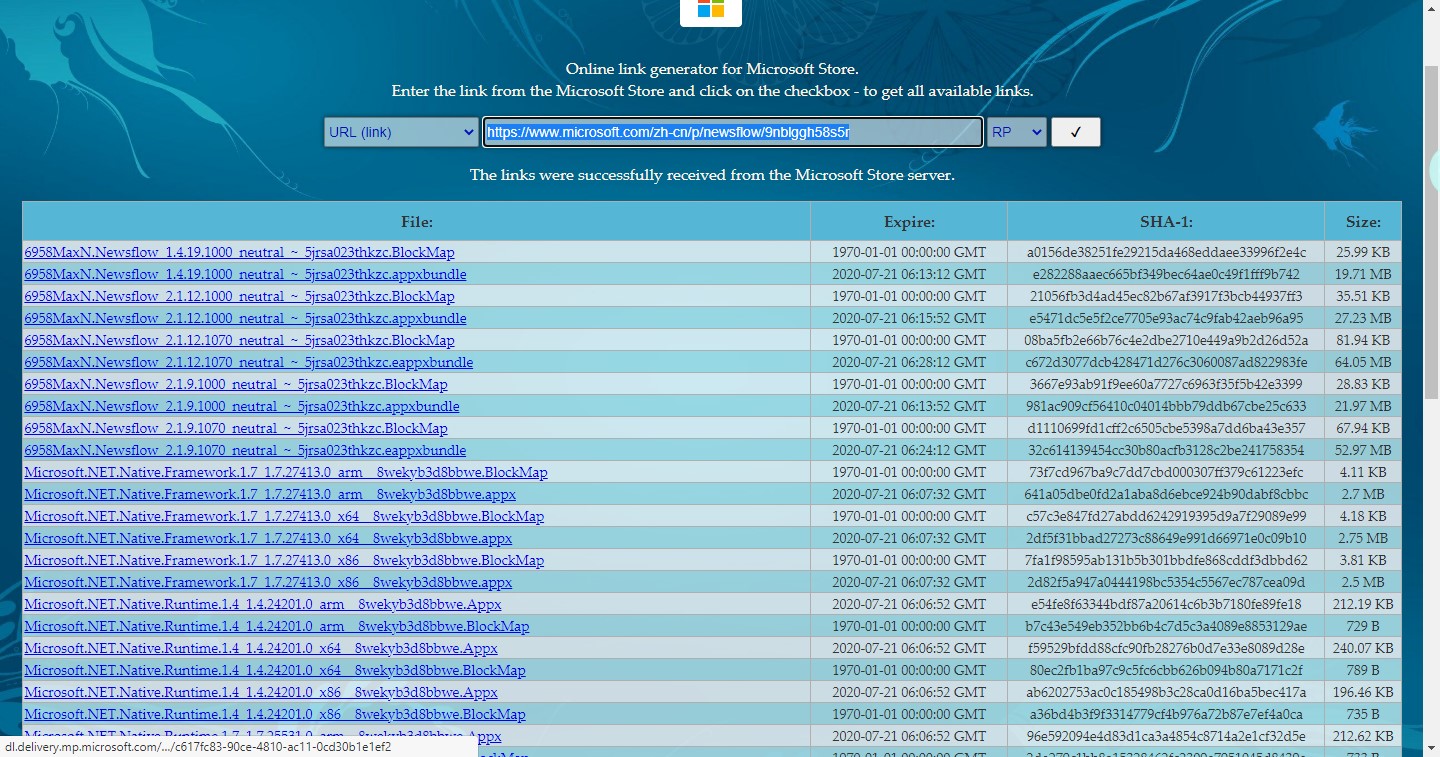 Online link generator for Microsoft Store.
Enter the link from the Microsoft Store and click on the checkbox - to get all available links.
URL (link) https://www.microsoft.com/zh-cn/p/newsflow/9nblggh58s5r RP ✓
The links were successfully received from the Microsoft Store server.
File: Expire: SHA-1: Size:
6958MaxN.Newsflow_1.4.19.1000_neutral_~_5jrsa023thkzc.BlockMap 1970-01-01 00:00:00 GMT a0156de38251fe29215da468eddaee33996f2e4c 25.99 KB
6958MaxN.Newsflow_1.4.19.1000_neutral_~_5jrsa023thkzc.appxbundle 2020-07-21 06:13:12 GMT e282288aaec665bf349bec64ae0c49f1fff9b742 19.71 MB
6958MaxN.Newsflow_2.1.12.1000_neutral_~_5jrsa023thkzc.BlockMap 1970-01-01 00:00:00 GMT 21056fb3d4ad45ec82b67af3917f3bcb44937ff3 35.51 KB
6958MaxN.Newsflow_2.1.12.1000_neutral_~_5jrsa023thkzc.appxbundle 2020-07-21 06:15:52 GMT e5471dc5e5f2ce7705e93ac74c9fab42aeb96a95 27.23 MB
6958MaxN.Newsflow_2.1.12.1070_neutral_~_5jrsa023thkzc.BlockMap 1970-01-01 00:00:00 GMT 08ba5fb2e66b76c4e2dbe2710e449a9b2d26d52a 81.94 KB
6958MaxN.Newsflow_2.1.12.1070_neutral_~_5jrsa023thkzc.eappxbundle 2020-07-21 06:28:12 GMT c672d3077dcb428471d276c3060087ad822983fe 64.05 MB
6958MaxN.Newsflow_2.1.9.1000_neutral_~_5jrsa023thkzc.BlockMap 1970-01-01 00:00:00 GMT 3667e93ab91f9ee60a7727c6963f35f5b42e3399 28.83 KB
6958MaxN.Newsflow_2.1.9.1000_neutral_~_5jrsa023thkzc.appxbundle 2020-07-21 06:13:52 GMT 981ac909cf56410c04014bbb79ddb67cbe25c633 21.97 MB
6958MaxN.Newsflow_2.1.9.1070_neutral_~_5jrsa023thkzc.BlockMap 1970-01-01 00:00:00 GMT d1110699fd1cff2c6505cbe5398a7dd6ba43e357 67.94 KB
6958MaxN.Newsflow_2.1.9.1070_neutral_~_5jrsa023thkzc.eappxbundle 2020-07-21 06:24:12 GMT 32c614139454cc30b80acfb3128c2be241758354 52.97 MB
Microsoft.NET.Native.Framework.1.7_1.7.27413.0_arm__8wekyb3d8bbwe.BlockMap 1970-01-01 00:00:00 GMT 73f7cd967ba9c7dd7cbd000307ff379c61223efc 4.11 KB
Microsoft.NET.Native.Framework.1.7_1.7.27413.0_arm__8wekyb3d8bbwe.appx 2020-07-21 06:07:32 GMT 641a05dbe0fd2a1aba8d6ebce924b90dabf8cbbc 2.7 MB
Microsoft.NET.Native.Framework.1.7_1.7.27413.0_x64__8wekyb3d8bbwe.BlockMap 1970-01-01 00:00:00 GMT c57c3e847fd27abdd6242919395d9a7f29089e99 4.18 KB
Microsoft.NET.Native.Framework.1.7_1.7.27413.0_x64__8wekyb3d8bbwe.appx 2020-07-21 06:07:32 GMT 2df5f31bbad27273c88649e991d66971e0c09b10 2.75 MB
Microsoft.NET.Native.Framework.1.7_1.7.27413.0_x86__8wekyb3d8bbwe.BlockMap 1970-01-01 00:00:00 GMT 7fa1f98595ab131b5b301bbdfe868cddf3dbbd62 3.81 KB
Microsoft.NET.Native.Framework.1.7_1.7.27413.0_x86__8wekyb3d8bbwe.appx 2020-07-21 06:07:32 GMT 2d82f5a947a0444198bc5354c5567ec787cea09d 2.5 MB
Microsoft.NET.Native.Runtime.1.4_1.4.24201.0_arm__8wekyb3d8bbwe.Appx 2020-07-21 06:06:52 GMT e54fe8f63344bdf87a20614c6b3b7180fe89fe18 212.19 KB
Microsoft.NET.Native.Runtime.1.4_1.4.24201.0_arm__8wekyb3d8bbwe.BlockMap 1970-01-01 00:00:00 GMT b7c43e549eb352bb6b4c7d5c3a4089e8853129ae 729 B
Microsoft.NET.Native.Runtime.1.4_1.4.24201.0_x64__8wekyb3d8bbwe.Appx 2020-07-21 06:06:52 GMT f59529bfdd88cfc90fb28276b0d7e33e8089d28e 240.07 KB
Microsoft.NET.Native.Runtime.1.4_1.4.24201.0_x64__8wekyb3d8bbwe.BlockMap 1970-01-01 00:00:00 GMT 80ec2fb1ba97c9c5fc6cbb626b094b80a7171c2f 789 B
Microsoft.NET.Native.Runtime.1.4_1.4.24201.0_x86__8wekyb3d8bbwe.Appx 2020-07-21 06:06:52 GMT ab6202753ac0c185498b3c28ca0d16ba5bec417a 196.46 KB
Microsoft.NET.Native.Runtime.1.4_1.4.24201.0_x86__8wekyb3d8bbwe.BlockMap 1970-01-01 00:00:00 GMT a36bd4b3f9f3314779cf4b976a72b87e7ef4a0ca 735 B
2020-07-21 06:06:52 GMT 96e592094e4d83d1ca3a4854c8714a2e1cf32d5e 212.62 KB
dl.delivery.mp.microsoft.com/.../c617fc83-90ce-4810-ac11-0cd30b1e1ef2